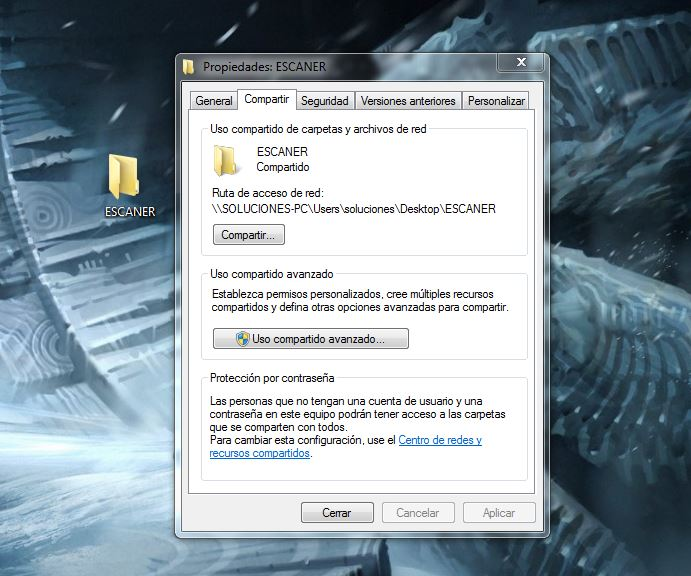 ESCANER
Propiedades: ESCANER
General
Compartir
Seguridad
Versiones anteriores
Personalizar
Uso compartido de carpetas y archivos de red
ESCANER
Compartido
Ruta de acceso de red:
\\SOLUCIONES-PC\Users\soluciones\Desktop\ESCANER
Compartir...
Uso compartido avanzado
Establezca permisos personalizados, cree múltiples recursos
compartidos y defina otras opciones avanzadas para compartir.
Uso compartido avanzado...
Protección por contraseña
Las personas que no tengan una cuenta de usuario y una
contraseña en este equipo podrán tener acceso a las carpetas
que se comparten con todos.
Para cambiar esta configuración, use el Centro de redes y
recursos compartidos.
Cerrar
Cancelar
Aplicar